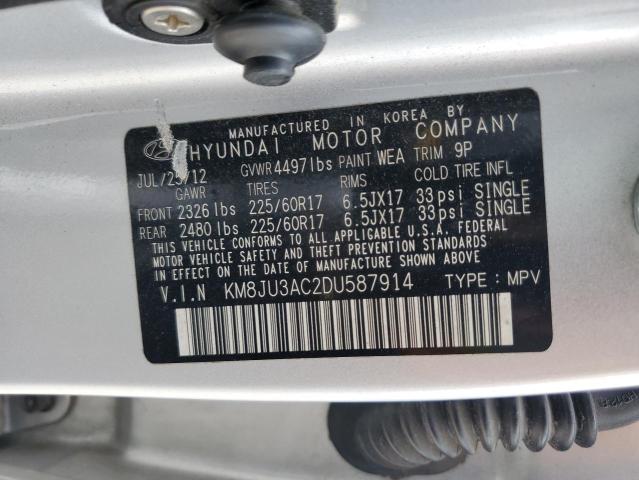 MANUFACTURED IN KOREA BY
HYUNDAI MOTOR COMPANY
JUL/25/12 GVWR 4497lbs PAINT WEA TRIM 9P
GAWR TIRES RIMS COLD TIRE INFL
FRONT 2326 lbs 225/60R17 6.5JX17 33psi SINGLE
REAR 2480 lbs 225/60R17 6.5JX17 33psi SINGLE
THIS VEHICLE CONFORMS TO ALL APPLICABLE U.S.A. FEDERAL
MOTOR VEHICLE SAFETY AND THEFT PREVENTION STANDARDS
IN EFFECT ON THE DATE OF MANUFACTURE SHOWN ABOVE.
V.I.N KM8JU3AC2DU587914 TYPE : MPV